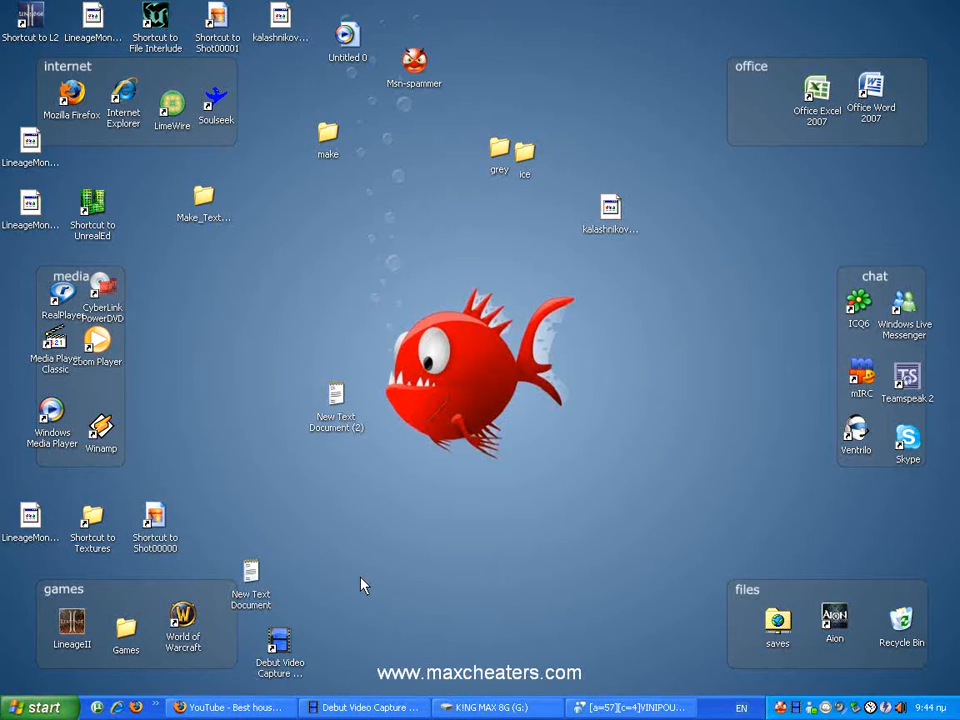 Shortcut to L2
LineageMon...
Shortcut to
File Interlude
Shortcut to
Shot00001
kalashnikov...
Untitled 0
Msn-spammer
internet
Mozilla Firefox
Internet
Explorer
LimeWire
Soulseek
office
Office Excel
2007
Office Word
2007
LineageMon...
make
grey
ice
LineageMon...
Shortcut to
UnrealEd
Make_Text...
kalashnikov...
media
RealPlayer
CyberLink
PowerDVD
Media Player
Classic
Zoom Player
Windows
Media Player
Winamp
chat
ICQ6
Windows Live
Messenger
mIRC
Teamspeak 2
Ventrilo
Skype
New Text
Document (2)
LineageMon...
Shortcut to
Textures
Shortcut to
Shot00000
games
LineageII
Games
World of
Warcraft
New Text
Document
Debut Video
Capture ...
files
saves
Aion
Recycle Bin
www.maxcheaters.com
start
YouTube - Best hous...
Debut Video Capture ...
K!NG MAX 8G (G:)
[a=57][c=4]VINIPOU...
EN
9:44 πμ